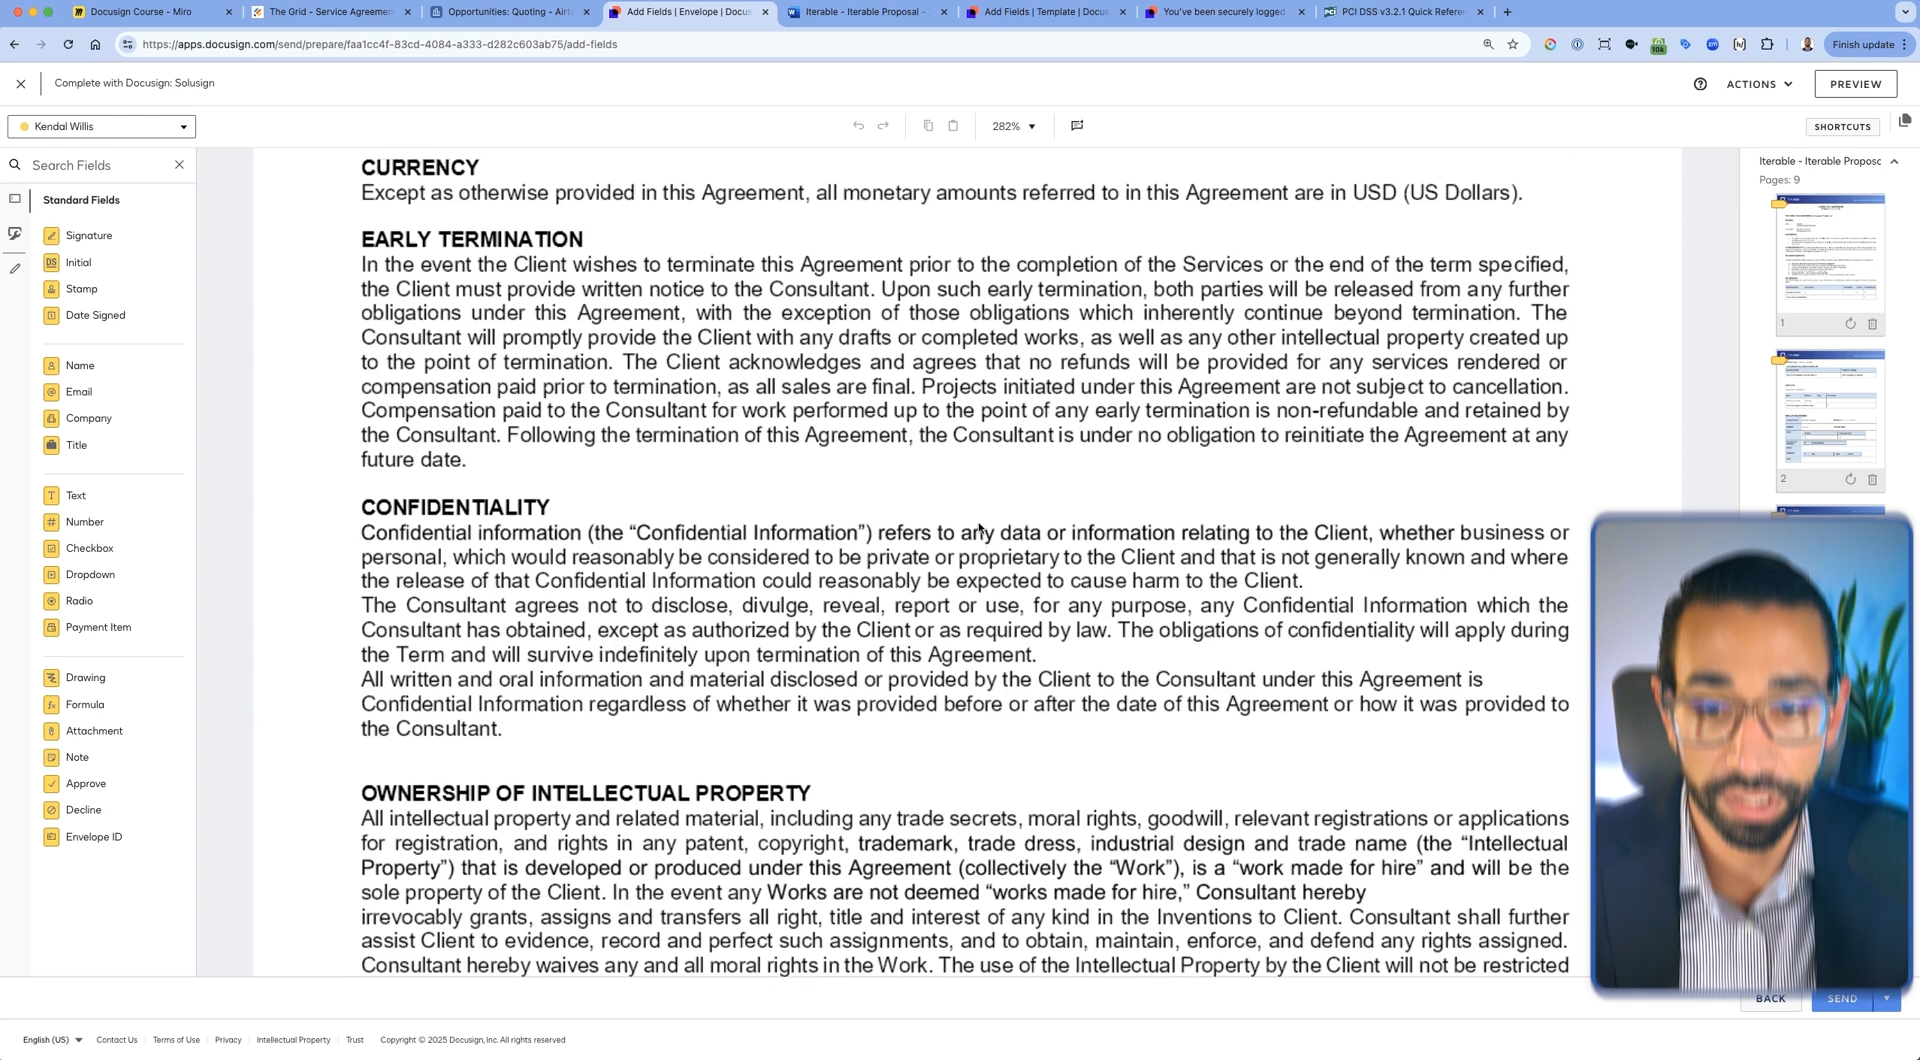 Docusign Course - Miro
The Grid - Service Agreemen
Opportunities: Quoting - Airt
Add Fields | Envelope | Docus
Iterable - Iterable Proposal -
Add Fields | Template | Docus
You've been securely logged
PCI DSS v3.2.1 Quick Referen
https://apps.docusign.com/send/prepare/faa1cc4f-83cd-4084-a333-d282c603ab75/add-fields
10k
Finish update
Complete with Docusign: Solusign
ACTIONS
PREVIEW
Kendal Willis
282%
SHORTCUTS
Search Fields
Standard Fields
Signature
DS Initial
Stamp
Date Signed
Name
Email
Company
Title
Text
Number
Checkbox
Dropdown
Radio
Payment Item
Drawing
Formula
Attachment
Note
Approve
Decline
Envelope ID
CURRENCY
Except as otherwise provided in this Agreement, all monetary amounts referred to in this Agreement are in USD (US Dollars).
EARLY TERMINATION
In the event the Client wishes to terminate this Agreement prior to the completion of the Services or the end of the term specified,
the Client must provide written notice to the Consultant. Upon such early termination, both parties will be released from any further
obligations under this Agreement, with the exception of those obligations which inherently continue beyond termination. The
Consultant will promptly provide the Client with any drafts or completed works, as well as any other intellectual property created up
to the point of termination. The Client acknowledges and agrees that no refunds will be provided for any services rendered or
compensation paid prior to termination, as all sales are final. Projects initiated under this Agreement are not subject to cancellation.
Compensation paid to the Consultant for work performed up to the point of any early termination is non-refundable and retained by
the Consultant. Following the termination of this Agreement, the Consultant is under no obligation to reinitiate the Agreement at any
future date.
CONFIDENTIALITY
Confidential information (the “Confidential Information”) refers to any data or information relating to the Client, whether business or
personal, which would reasonably be considered to be private or proprietary to the Client and that is not generally known and where
the release of that Confidential Information could reasonably be expected to cause harm to the Client.
The Consultant agrees not to disclose, divulge, reveal, report or use, for any purpose, any Confidential Information which the
Consultant has obtained, except as authorized by the Client or as required by law. The obligations of confidentiality will apply during
the Term and will survive indefinitely upon termination of this Agreement.
All written and oral information and material disclosed or provided by the Client to the Consultant under this Agreement is
Confidential Information regardless of whether it was provided before or after the date of this Agreement or how it was provided to
the Consultant.
OWNERSHIP OF INTELLECTUAL PROPERTY
All intellectual property and related material, including any trade secrets, moral rights, goodwill, relevant registrations or applications
for registration, and rights in any patent, copyright, trademark, trade dress, industrial design and trade name (the “Intellectual
Property”) that is developed or produced under this Agreement (collectively the “Work”), is a “work made for hire” and will be the
sole property of the Client. In the event any Works are not deemed “works made for hire,” Consultant hereby
irrevocably grants, assigns and transfers all right, title and interest of any kind in the Inventions to Client. Consultant shall further
assist Client to evidence, record and perfect such assignments, and to obtain, maintain, enforce, and defend any rights assigned.
Consultant hereby waives any and all moral rights in the Work. The use of the Intellectual Property by the Client will not be restricted
Iterable - Iterable Proposc
Pages: 9
1
2
BACK
SEND
English (US)
Contact Us
Terms of Use
Privacy
Intellectual Property
Trust
Copyright © 2025 Docusign, Inc. All rights reserved